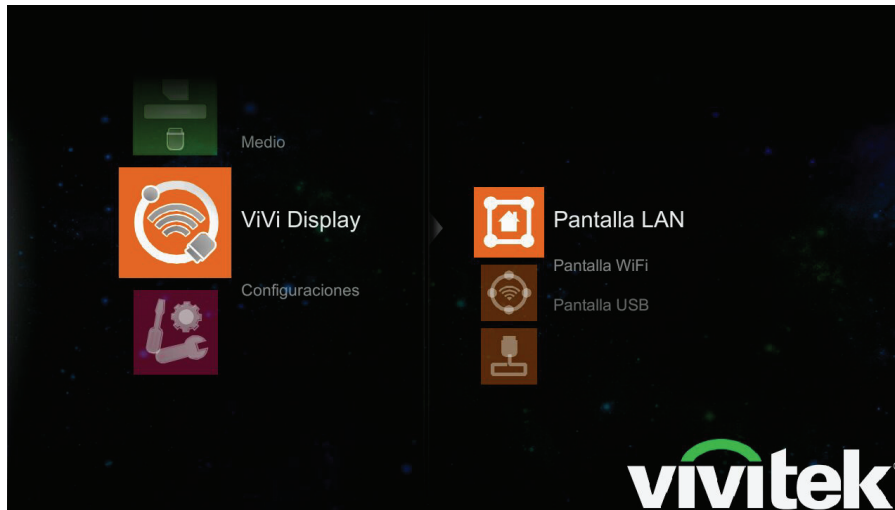 Medio
ViVi Display
Configuraciones
Pantalla LAN
Pantalla WiFi
Pantalla USB
vivitek